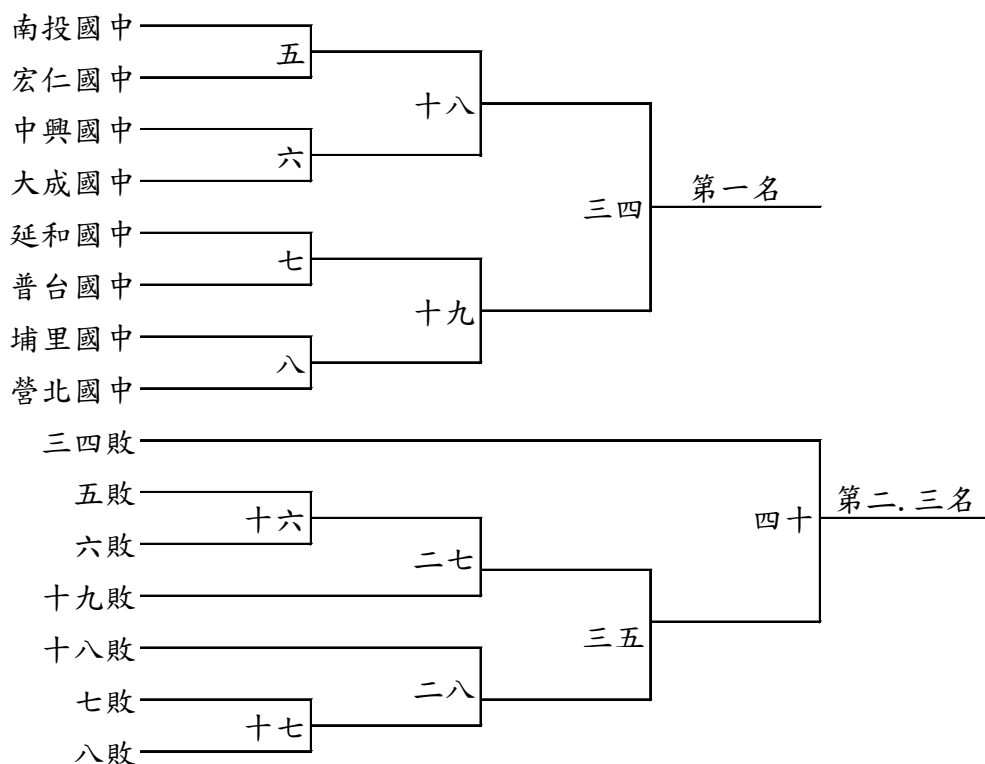 南投國中
五
宏仁國中
十八
中興國中
六
大成國中
三四
第一名
延和國中
七
普台國中
十九
埔里國中
八
營北國中
三四敗
五敗
十六
六敗
二七
四十
第二.三名
十九敗
三五
十八敗
二八
七敗
十七
八敗